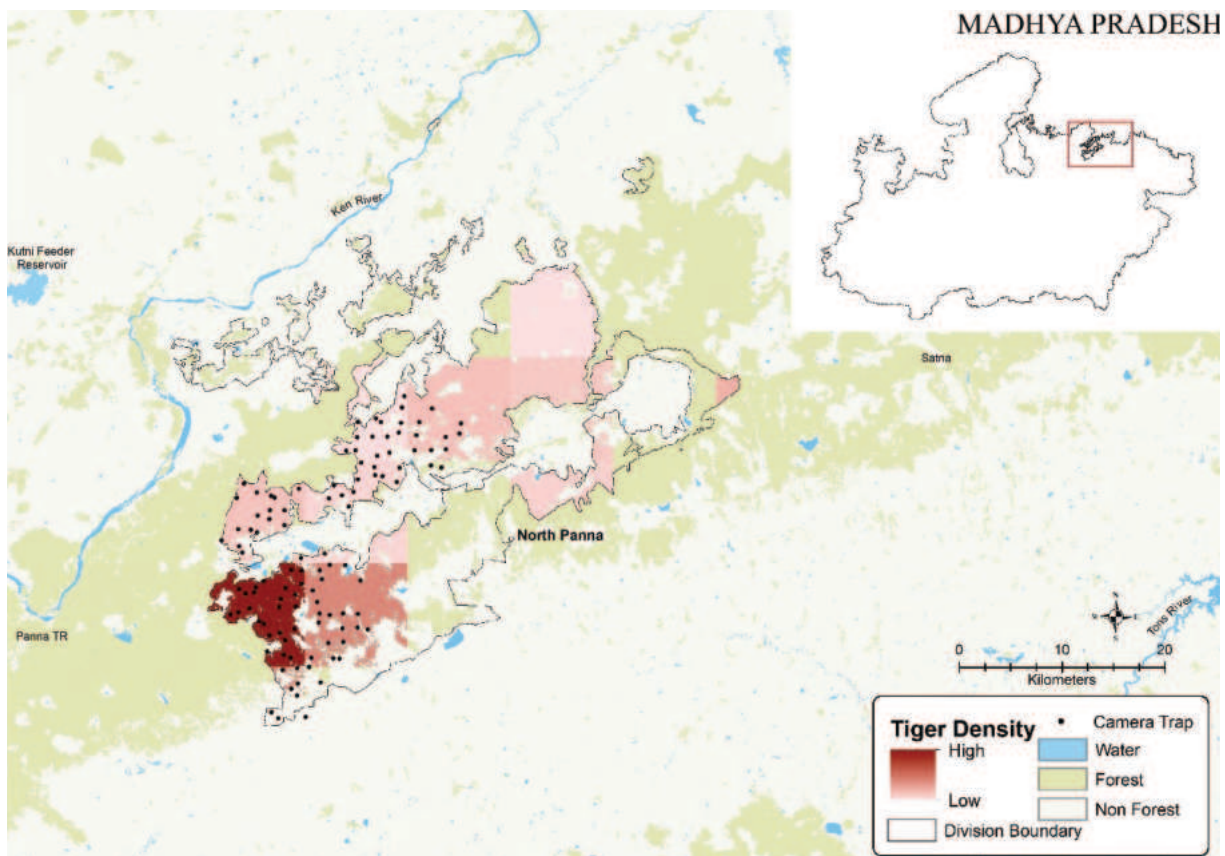 MADHYA PRADESH
Ken River
Kutni Feeder
Reservoir
Satna
North Panna
Panna TR
Tons River
N
0 5 10 20
Kilometers
Tiger Density
High
Low
Division Boundary
Camera Trap
Water
Forest
Non Forest